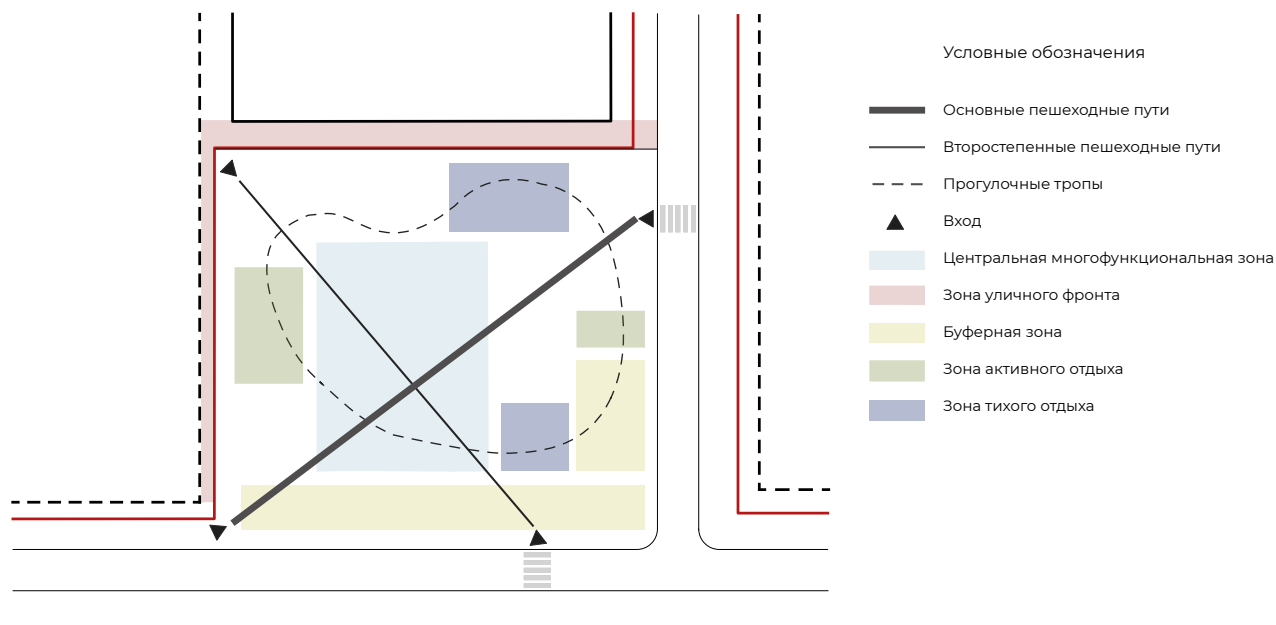 Условные обозначения
Основные пешеходные пути
Второстепенные пешеходные пути
Прогулочные тропы
Вход
Центральная многофункциональная зона
Зона уличного фронта
Буферная зона
Зона активного отдыха
Зона тихого отдыха